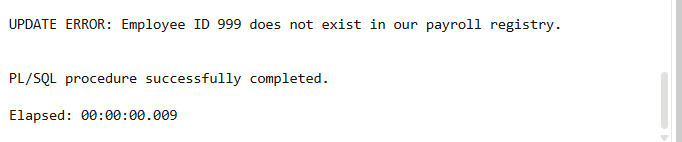 UPDATE ERROR: Employee ID 999 does not exist in our payroll registry.
PL/SQL procedure successfully completed.
Elapsed: 00:00:00.009